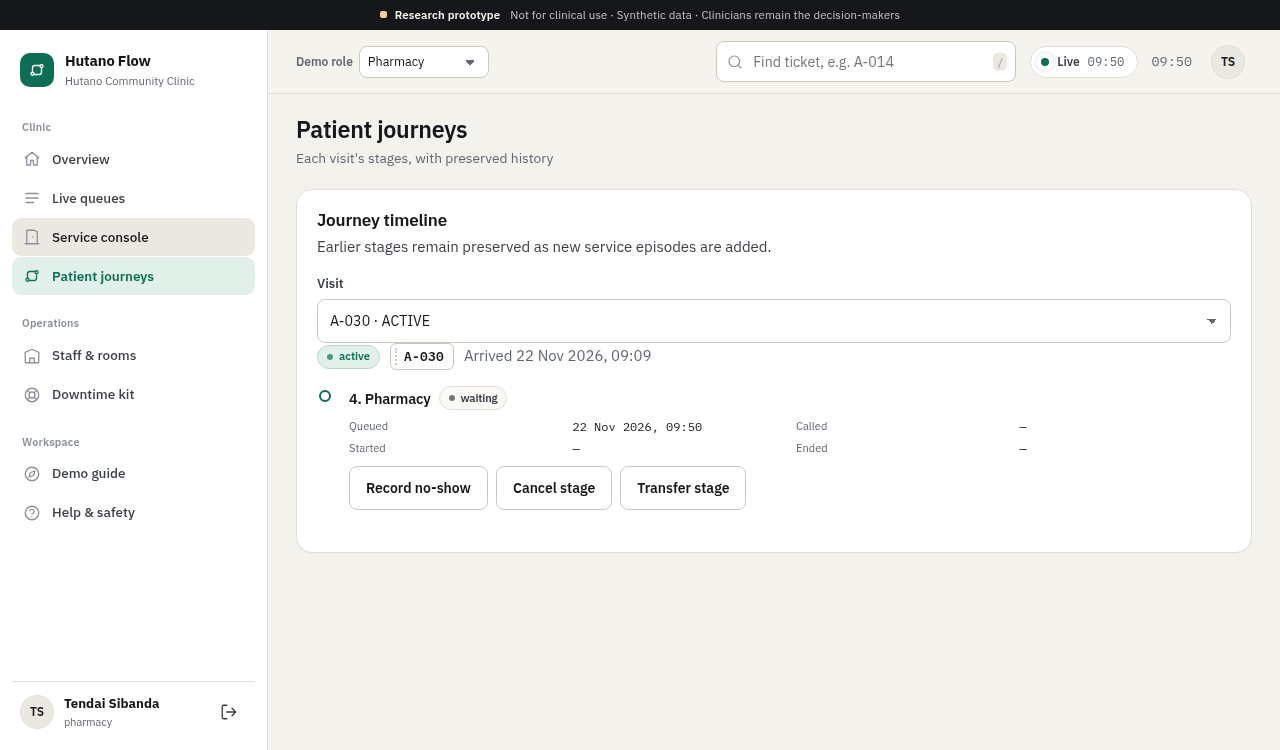 Research prototype Not for clinical use · Synthetic data · Clinicians remain the decision-makers
Hutano Flow
Hutano Community Clinic
Demo role Pharmacy
Find ticket, e.g. A-014 /
Live 09:50
09:50
TS
Clinic
Overview
Live queues
Service console
Patient journeys
Operations
Staff & rooms
Downtime kit
Workspace
Demo guide
Help & safety
TS
Tendai Sibanda
pharmacy
Patient journeys
Each visit's stages, with preserved history
Journey timeline
Earlier stages remain preserved as new service episodes are added.
Visit
A-030 · ACTIVE
active A-030 Arrived 22 Nov 2026, 09:09
4. Pharmacy waiting
Queued 22 Nov 2026, 09:50 Called —
Started — Ended —
Record no-show Cancel stage Transfer stage